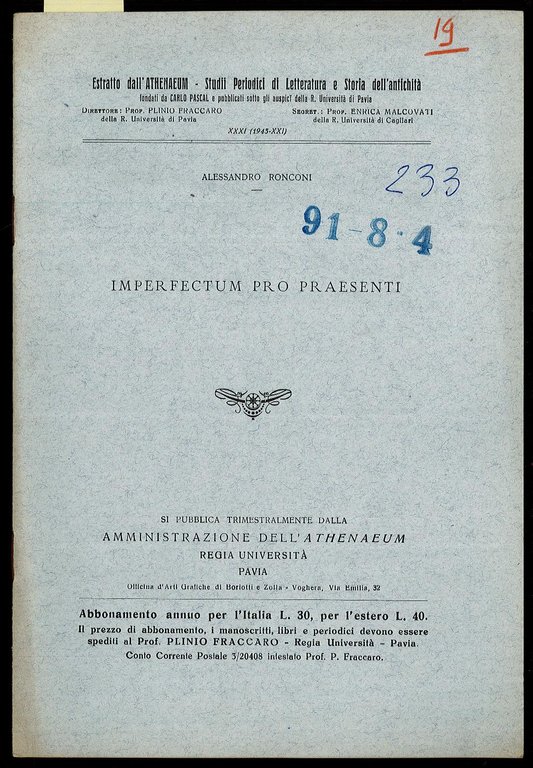 19
Estratto dall'ATHENAEUM - Studii Periodici di Letteratura e Storia dell'antichità
fondati da CARLO PASCAL e pubblicati sotto gli auspicî della R. Università di Pavia
DIRETTORE: PROF. PLINIO FRACCARO
della R. Università di Pavia
SEGRET.: PROF. ENRICA MALCOVATI
della R. Università di Cagliari
XXXI (1943-XXI)
ALESSANDRO RONCONI
233
91-8-4
IMPERFECTUM PRO PRAESENTI
SI PUBBLICA TRIMESTRALMENTE DALLA
AMMINISTRAZIONE DELL'ATHENAEUM
REGIA UNIVERSITÀ
PAVIA
Officina d'Arti Grafiche di Boriotti e Zolla - Voghera, Via Emilia, 32
Abbonamento annuo per l'Italia L. 30, per l'estero L. 40.
Il prezzo di abbonamento, i manoscritti, libri e periodici devono essere
spediti al Prof. PLINIO FRACCARO - Regia Università - Pavia.
Conto Corrente Postale 3/20408 intestato Prof. P. Fraccaro.